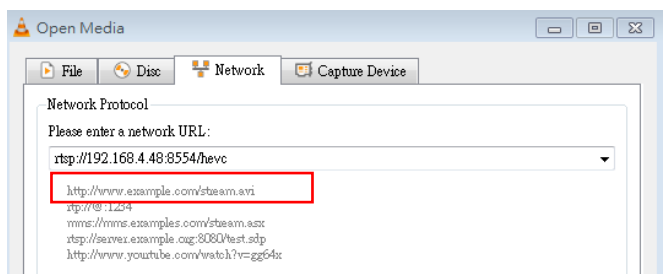 Open Media
File Disc Network Capture Device
Network Protocol
Please enter a network URL:
rtsp://192.168.4.48:8554/hevc
http://www.example.com/stream.avi
rtp://@:1234
mms://mms.examples.com/stream.asx
rtsp://server.example.org:8080/test.sdp
http://www.yourtube.com/watch?v=gg64x